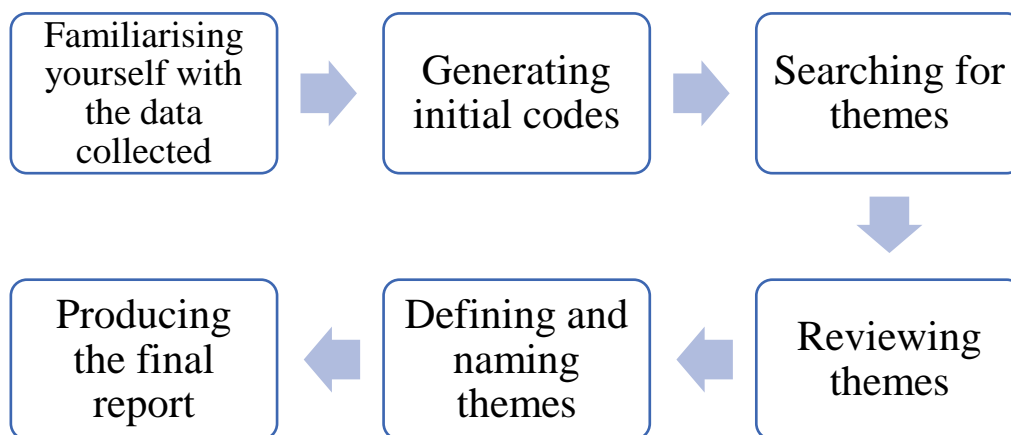 Familiarising
yourself with
the data
collected
Generating
initial codes
Searching for
themes
Reviewing
themes
Defining and
naming
themes
Producing
the final
report